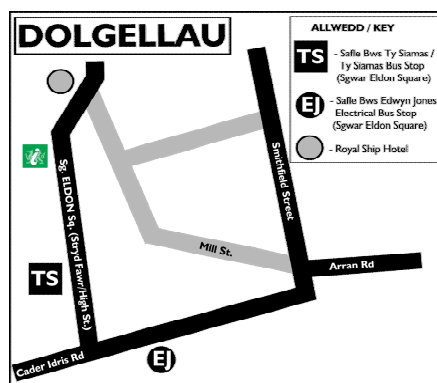 DOLGELLAU
ALLWEDD / KEY
TS
- Safle Bws Ty Siamas /
Ty Siamas Bus Stop
(Sgwar Eldon Square)
EJ
- Safle Bws Edwyn Jones
Electrical Bus Stop
(Sgwar Eldon Square)
- Royal Ship Hotel
Sg. ELDON Sq. (Stryd Fawr/High St.)
Smithfield Street
Mill St.
Arran Rd
TS
EJ
Cader Idris Rd